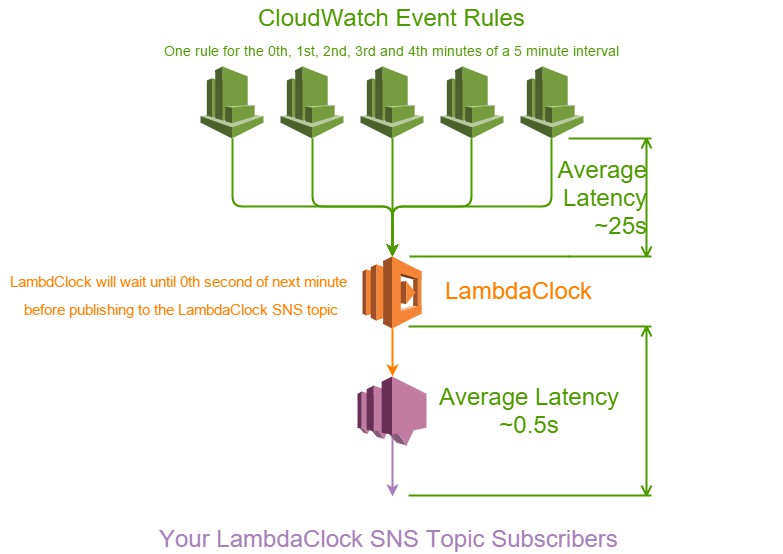 CloudWatch Event Rules
One rule for the 0th, 1st, 2nd, 3rd and 4th minutes of a 5 minute interval
Average
Latency
~25s
LambdClock will wait until 0th second of next minute
before publishing to the LambdaClock SNS topic
LambdaClock
Average Latency
~0.5s
Your LambdaClock SNS Topic Subscribers